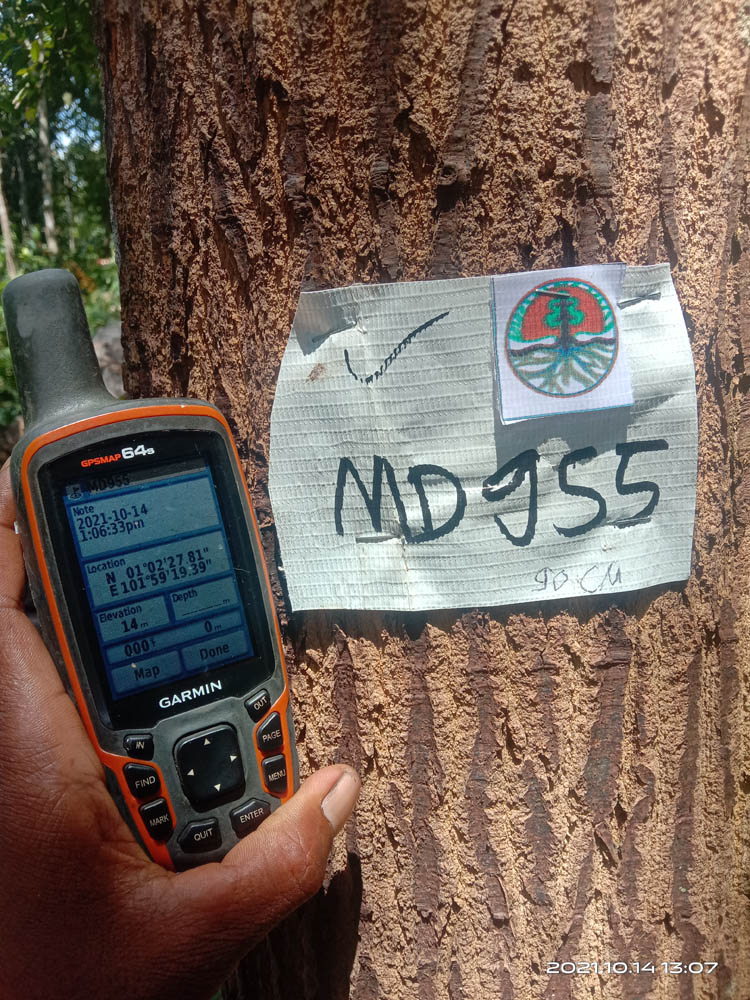 GPSMAP 64s
MD955
Note
2021-10-14
1:06:33pm
Location
N 01°02'27.81"
E 101°59'19.39"
Elevation
14 m
Depth
m
000°
0 m
Map
Done
GARMIN
IN
OUT
FIND
PAGE
MARK
MENU
QUIT
ENTER
MD955
90 CM
2021.10.14 13:07